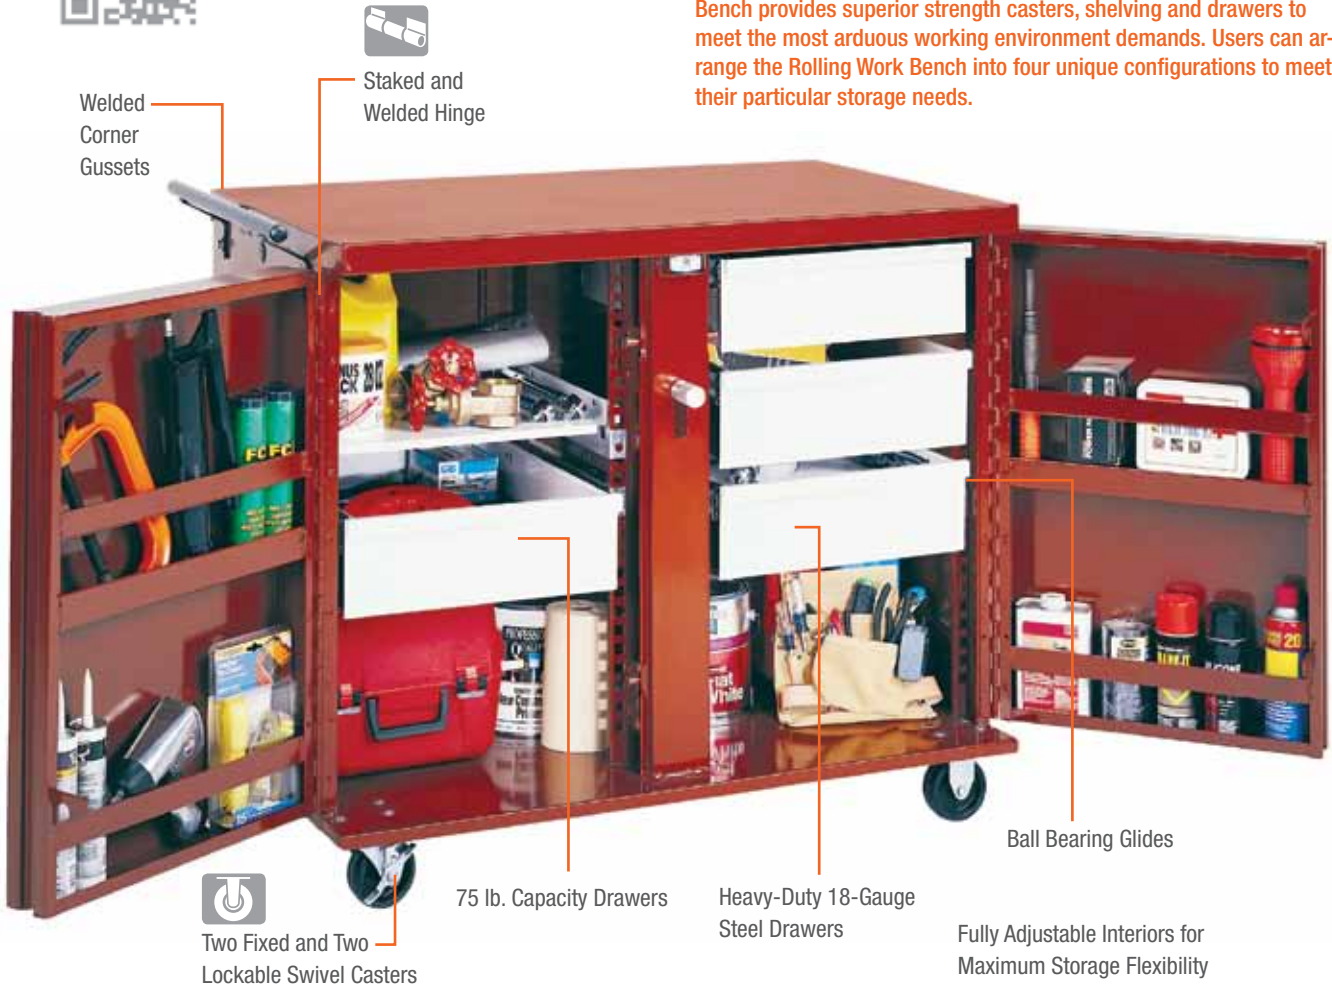 Bench provides superior strength casters, shelving and drawers to
meet the most arduous working environment demands. Users can ar-
range the Rolling Work Bench into four unique configurations to meet
their particular storage needs.
Staked and
Welded Hinge
Welded
Corner
Gussets
FC FC
20
Ball Bearing Glides
75 lb. Capacity Drawers
Heavy-Duty 18-Gauge
Steel Drawers
Two Fixed and Two
Lockable Swivel Casters
Fully Adjustable Interiors for
Maximum Storage Flexibility